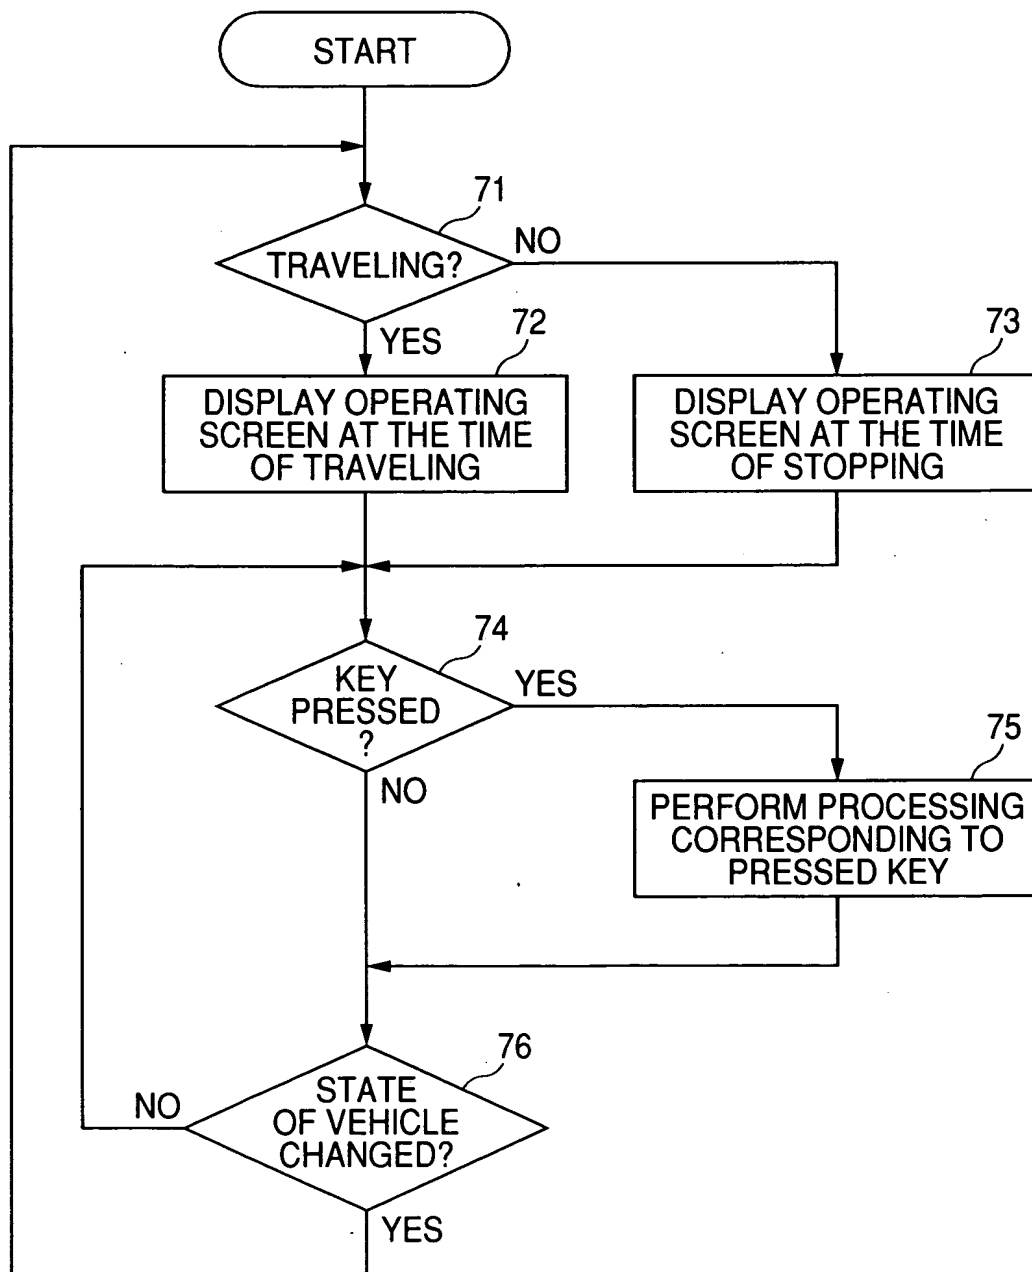 START
71
TRAVELING?
NO
YES
72
DISPLAY OPERATING
SCREEN AT THE TIME
OF TRAVELING
73
DISPLAY OPERATING
SCREEN AT THE TIME
OF STOPPING
74
KEY
PRESSED
?
YES
NO
75
PERFORM PROCESSING
CORRESPONDING TO
PRESSED KEY
76
STATE
OF VEHICLE
CHANGED?
NO
YES